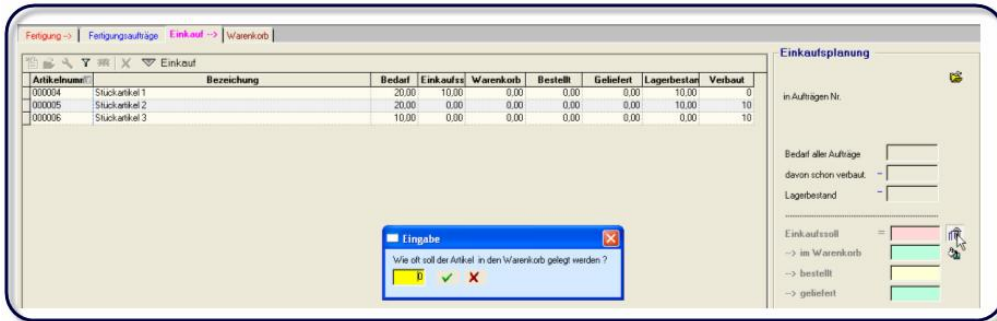 Fertigung --> Fertigungsaufträge Einkauf --> Warenkorb
Einkauf
Artikelnumm Bezeichung Bedarf Einkaufss Warenkorb Bestellt Geliefert Lagerbestan Verbaut
000004 Stückartikel 1 20,00 10,00 0,00 0,00 0,00 10,00 0
000005 Stückartikel 2 20,00 0,00 0,00 0,00 0,00 10,00 10
000006 Stückartikel 3 10,00 0,00 0,00 0,00 0,00 0,00 10
Eingabe
Wie oft soll der Artikel in den Warenkorb gelegt werden ?
0
Einkaufsplanung
in Aufträgen Nr.
Bedarf aller Aufträge
davon schon verbaut -
Lagerbestand -
Einkaufssoll =
--> im Warenkorb
--> bestellt
--> geliefert